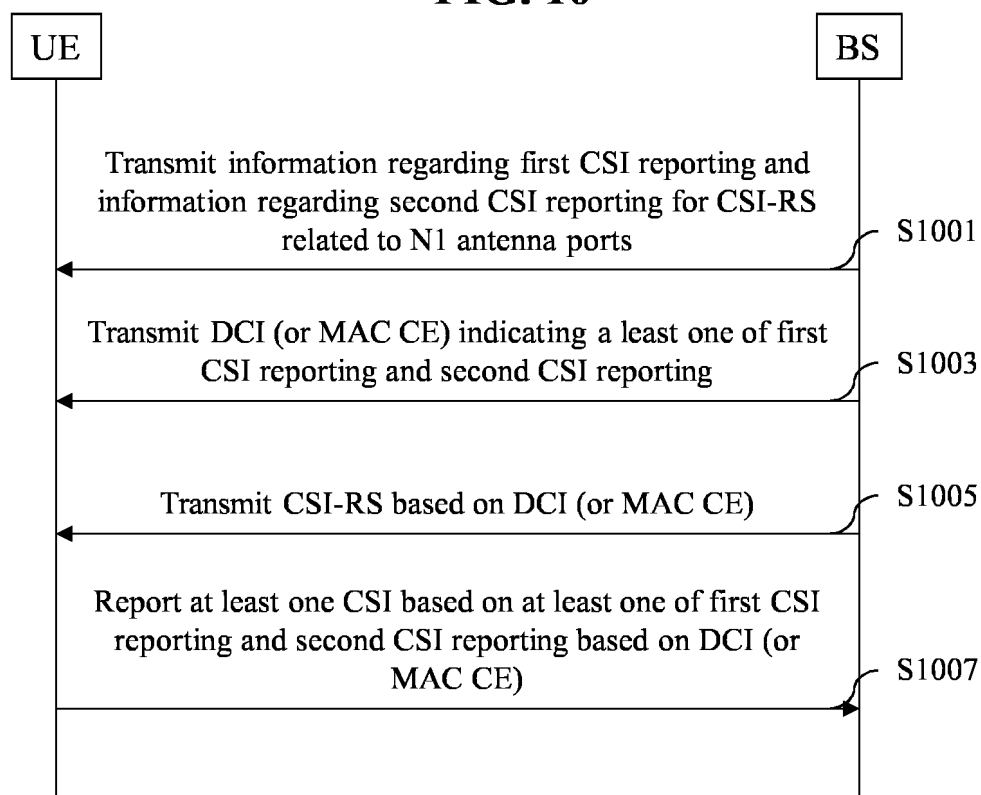 UE
BS
Transmit information regarding first CSI reporting and
information regarding second CSI reporting for CSI-RS
related to N1 antenna ports
S1001
Transmit DCI (or MAC CE) indicating a least one of first
CSI reporting and second CSI reporting
S1003
Transmit CSI-RS based on DCI (or MAC CE)
S1005
Report at least one CSI based on at least one of first CSI
reporting and second CSI reporting based on DCI (or
MAC CE)
S1007